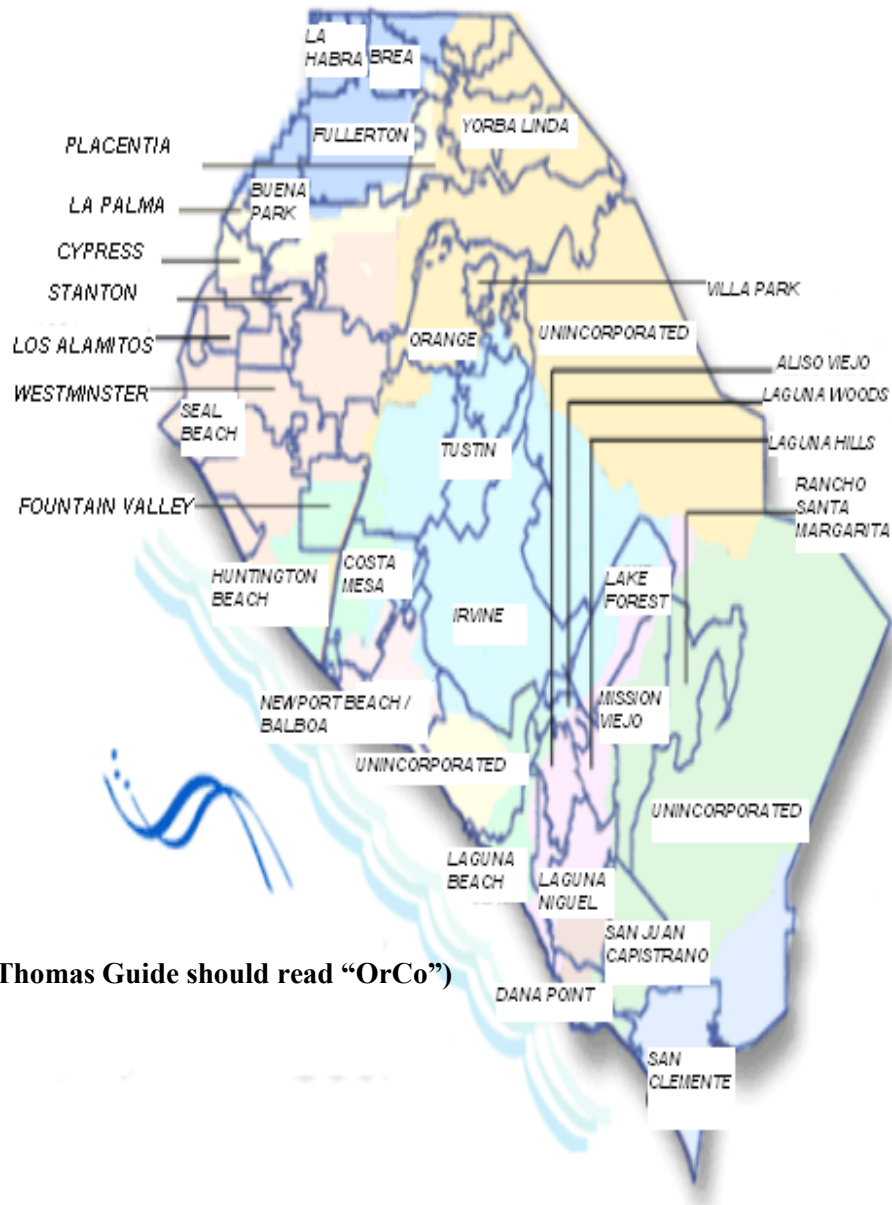 LA
HABRA
BREA
FULLERTON
YORBA LINDA
PLACENTIA
BUENA
PARK
LA PALMA
CYPRESS
STANTON
VILLA PARK
LOS ALAMITOS
ORANGE
UNINCORPORATED
ALISO VIEJO
WESTMINSTER
LAGUNA WOODS
SEAL
BEACH
TUSTIN
LAGUNA HILLS
FOUNTAIN VALLEY
RANCHO
SANTA
MARGARITA
HUNTINGTON
BEACH
COSTA
MESA
IRVINE
LAKE
FOREST
NEWPORT BEACH /
BALBOA
MISSION
VIEJO
UNINCORPORATED
UNINCORPORATED
LAGUNA
BEACH
LAGUNA
NIGUEL
SAN JUAN
CAPISTRANO
Thomas Guide should read “OrCo”)
DANA POINT
SAN
CLEMENTE